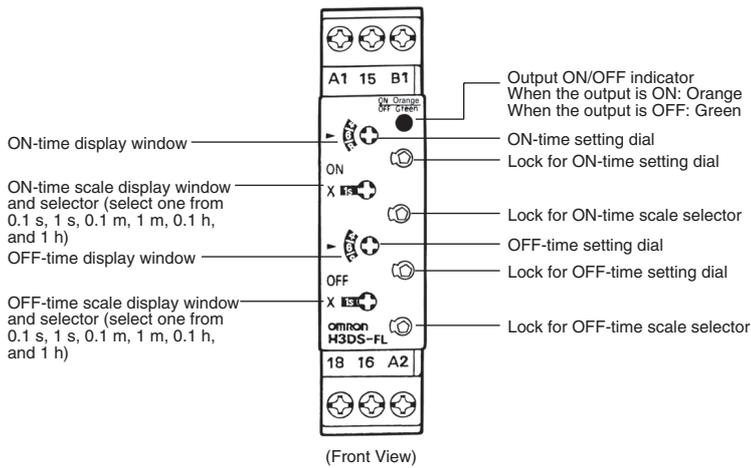 A1 15 B1
ON Orange
OFF Green
ON
X 1s
OFF
X 1s
OMRON
H3DS-FL
18 16 A2
ON-time display window
ON-time scale display window
and selector (select one from
0.1 s, 1 s, 0.1 m, 1 m, 0.1 h,
and 1 h)
OFF-time display window
OFF-time scale display window
and selector (select one from
0.1 s, 1 s, 0.1 m, 1 m, 0.1 h,
and 1 h)
Output ON/OFF indicator
When the output is ON: Orange
When the output is OFF: Green
ON-time setting dial
Lock for ON-time setting dial
Lock for ON-time scale selector
OFF-time setting dial
Lock for OFF-time setting dial
Lock for OFF-time scale selector
(Front View)